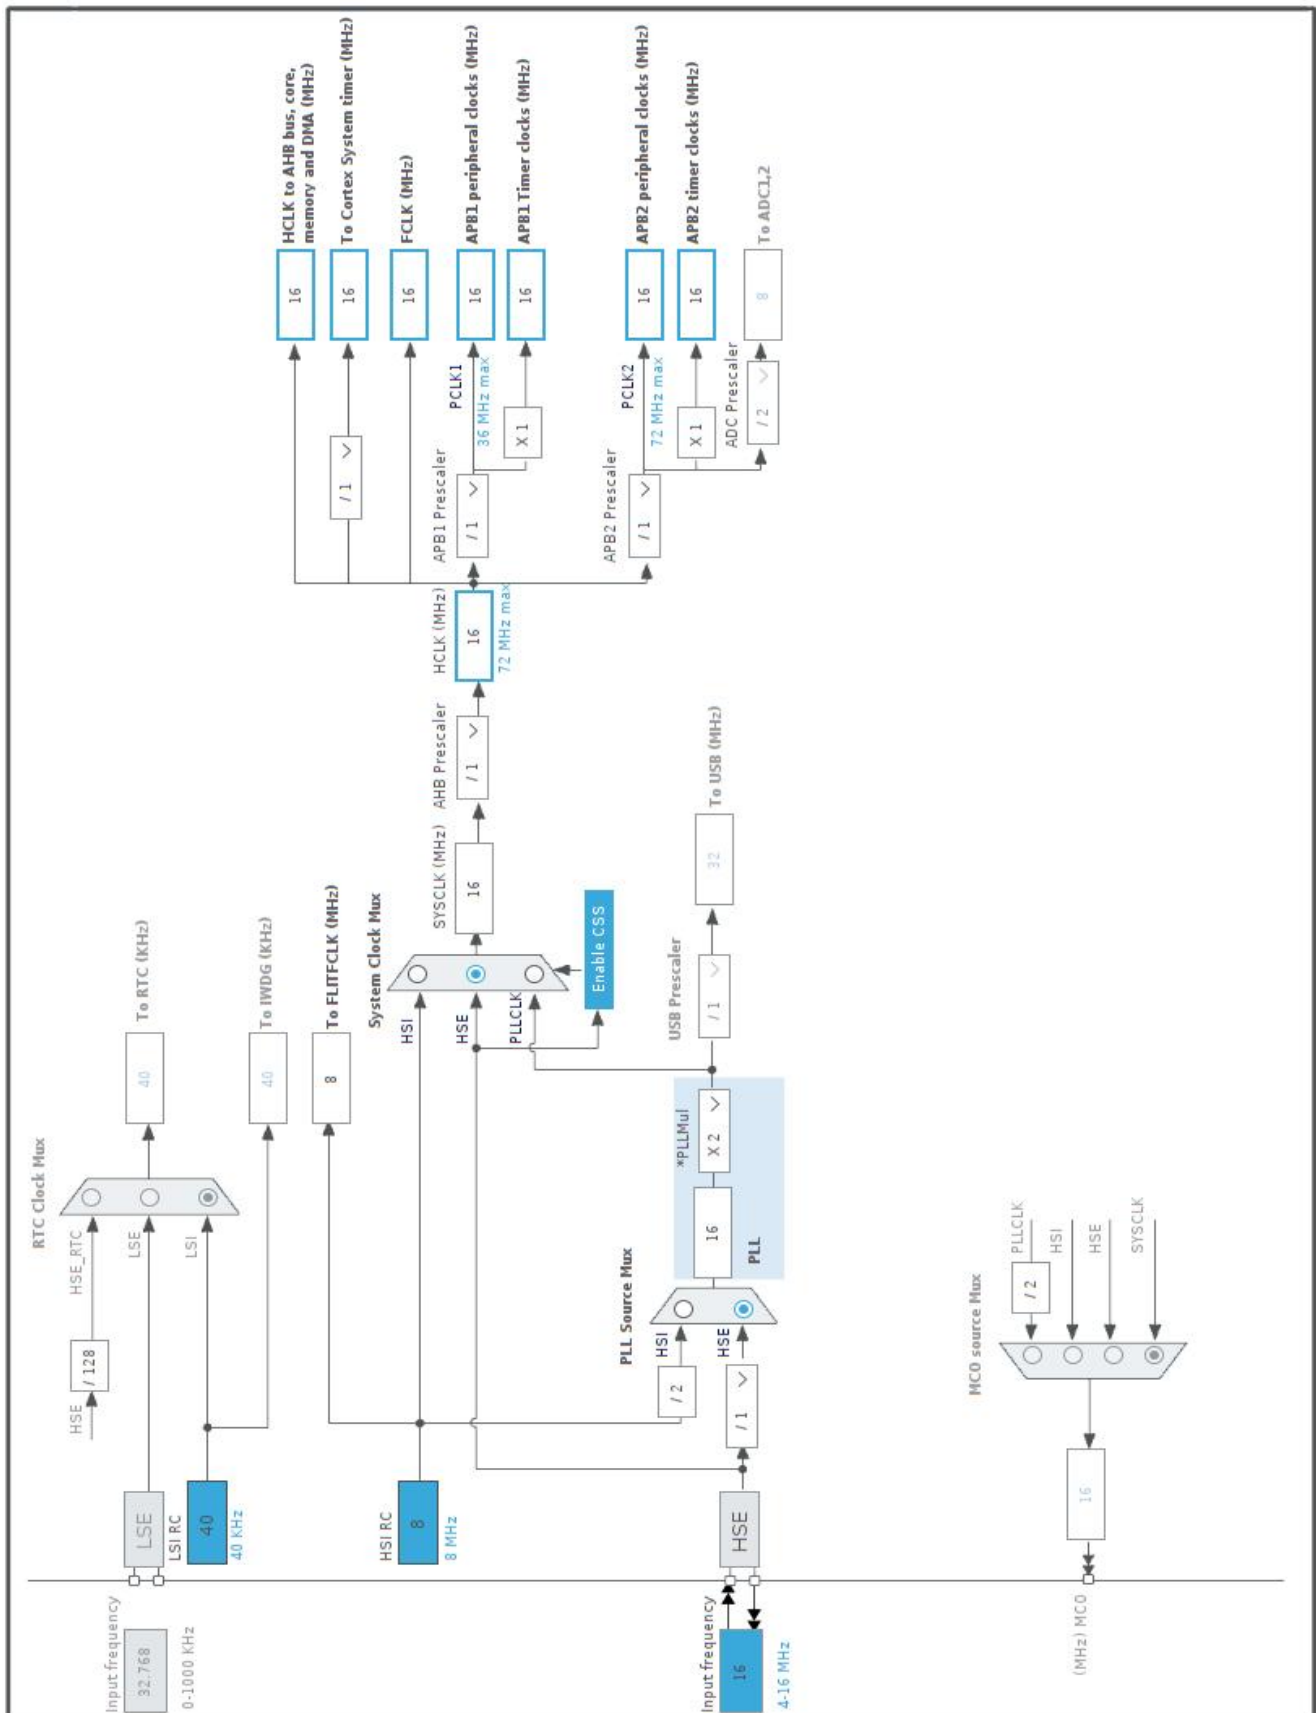 RTC Clock Mux
HSE
/ 128
HSE_RTC
LSE
LSI
To RTC (KHz)
40
Input frequency
32.768
0-1000 KHz
LSE
LSI RC
40
40 KHz
To IWDG (KHz)
40
To FLITFCLK (MHz)
8
HSI RC
8
8 MHz
System Clock Mux
HSI
HSE
PLLCLK
Enable CSS
SYSCLK (MHz)
16
AHB Prescaler
/ 1
HCLK (MHz)
16
72 MHz max
/ 1
16
HCLK to AHB bus, core,
memory and DMA (MHz)
16
To Cortex System timer (MHz)
16
FCLK (MHz)
APB1 Prescaler
/ 1
PCLK1
36 MHz max
16
APB1 peripheral clocks (MHz)
X 1
16
APB1 Timer clocks (MHz)
APB2 Prescaler
/ 1
PCLK2
72 MHz max
16
APB2 peripheral clocks (MHz)
X 1
16
APB2 timer clocks (MHz)
ADC Prescaler
/ 2
8
To ADC1,2
PLL Source Mux
HSI
/ 2
HSE
/ 1
16
*PLLMul
X 2
PLL
USB Prescaler
/ 1
32
To USB (MHz)
Input frequency
16
4-16 MHz
HSE
MCO source Mux
PLLCLK
/ 2
HSI
HSE
SYSCLK
16
(MHz) MCO